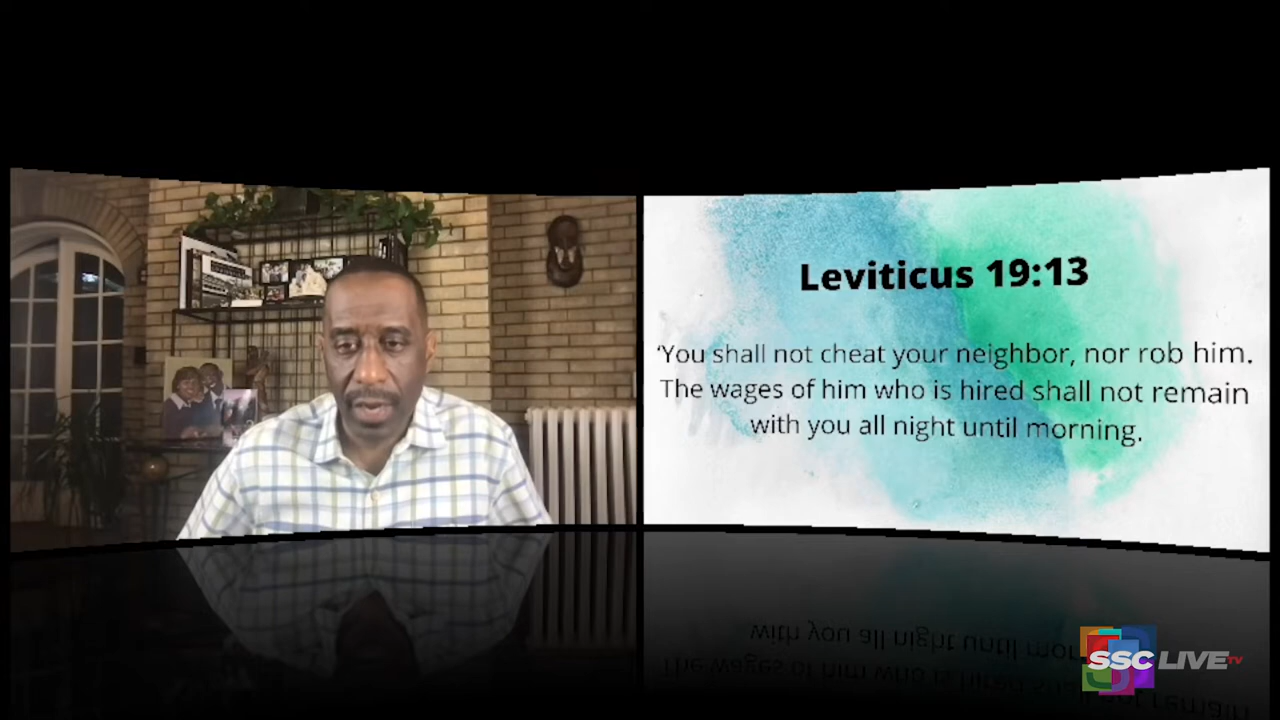 Leviticus 19:13
‘You shall not cheat your neighbor, nor rob him.
The wages of him who is hired shall not remain
with you all night until morning.
SSC LIVE TV